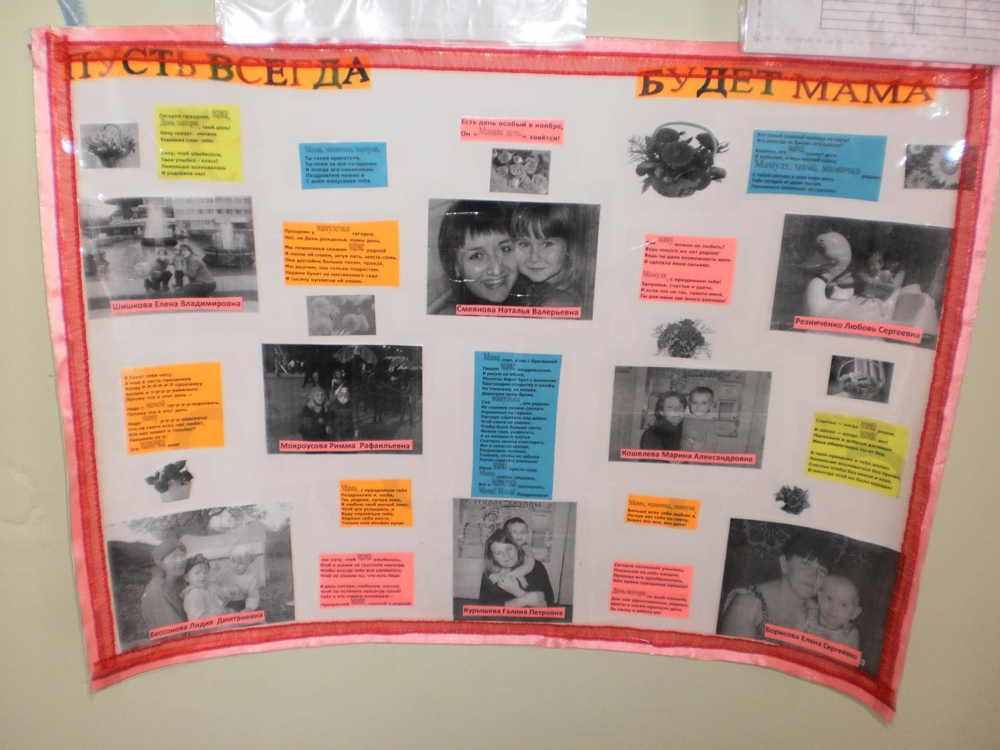 ПУСТЬ ВСЕГДА
БУДЕТ МАМА
Сегодня праздник, мама,
День матери, твой день!
Хочу сказать немало
Хороших слов тебе.
Хочу, чтоб улыбалась,
Твоя улыбка - класс!
Поменьше волновалась
И радовала нас!
Мама, мамочка, мамуля,
Ты такая красотуля,
Ты меня за все прощаешь
И всегда все понимаешь.
Поздравляю нежно я
С днем мамусенек тебя.
Есть день особый в ноябре,
Он «Мамин день» зовётся!
Кто самый главный человек на свете?
Кто никогда не бросит, кто поймет?
Конечно, это мама, скажут дети,
И взрослые, и весь честной народ.
Мамуля, мама, мамочка родная,
С тобой светлее в этом мире жить,
Тебе сегодня от души желаю
Переживать поменьше, не грустить.
Праздник у мамулечки сегодня,
Нет, не День рожденья, мамы день,
Мы пожеланья скажем маме родной
И песни ей споем, штук пять, шесть-семь,
Она достойна больше песен, правда,
Мы выучим, как только подрастем,
Нарвем букет из лиственного сада
И тысячу куплетов ей споем.
Как маму можно не любить?
Ведь никого же нет роднее!
Ведь ты дала возможность жить
И сделала меня сильнее.
Мамуля, с праздником тебя!
Здоровья, счастья и удачи,
И если что не так, прости меня,
Ты для меня так много значишь!
Шишкова Елена Владимировна
Смеянова Наталья Валерьевна
Резниченко Любовь Сергеевна
Я букет тебе несу,
А еще в честь праздника
Букву Р-Р-Р-Р-Р-Р произнесу
Весело и п-р-р-р-равильно.
Потому что в этот день —
Надо с мамой пр-р-р-р-аздновать,
Потому что в этот день
Надо маму р-р-р-р-радовать!
Кто на свете всех нас любит,
Кто нас нежит и голубит?
Называю ее я:
Это мамочка моя!
Мама спит, а мы с братишкой
Пишем маме поздравление.
Я рисую на обоях,
Молоток берет брат с волнения.
Пригвоздим открытку к шкафу,
Но тихонько, не мешая,
Дорисуем маме брови,
Спи мамулька, спи родная.
Из сережек можно сделать
Украшенье на горшок,
Паспорт спрятать под диван,
Чтоб никто не уволок.
Чтобы было больше света,
Можно тюль укоротить,
А из маминого платья
Скатерть можно смастерить.
Вот и силы на исходе,
Разрисован потолок,
Главное, чтобы не забыла
Папин спрятать ремешок!
Наша мама просто чудо,
Маму любим, обожаем,
Вот и мамочка проснулась,
Мама! Мама! Поздравляем!
Мокроусова Римма Рафаильевна
Кошелева Марина Александровна
Счастье — когда мама рядом,
И плохо — когда мамы нет!
Ласковым и добрым взглядом
Меня оберегаешь ты от бед.
В твой праздник я тебе желаю
Поменьше волноваться без причин,
Счастья чтобы без конца и края,
И никогда чтоб не было морщин!
Мама, с праздником тебя
Поздравляю я, любя,
Ты, родная, лучше всех,
Я люблю твой милый смех,
Чтоб его услышать, я
Буду слушаться тебя,
Хорошо себя вести,
Только мне конфет купи!
Мама, мамочка, мамуля,
Больше всех тебя люблю я,
Лучше нет тебя на свете,
Знают это все, все дети!
так хочу, чтоб мама улыбалась,
Чтоб в жизни не грустила никогда,
Чтобы всегда тебе все удавалось,
Чтоб не узнала ты, что есть беда.
В день матери, любимая, желаю,
Чтоб ты осталась навсегда такой!
Тебе я эти строки посвящаю —
Прекрасной маме, нежной и родной!
Сегодня солнышко умылось,
Пораньше на небо взошло,
Природа вся преобразилась,
Нам время праздника пришло!
День матери по всей планете,
Для них единственных, родных,
Цветы к ногам приносят дети,
За ласку и заботу их!
УГОЛОК ГРУППЫ
УГОЛОК ГРУППЫ
Бессонова Лидия Дмитриевна
Курышева Галина Петровна
Борисова Елена Сергеевна